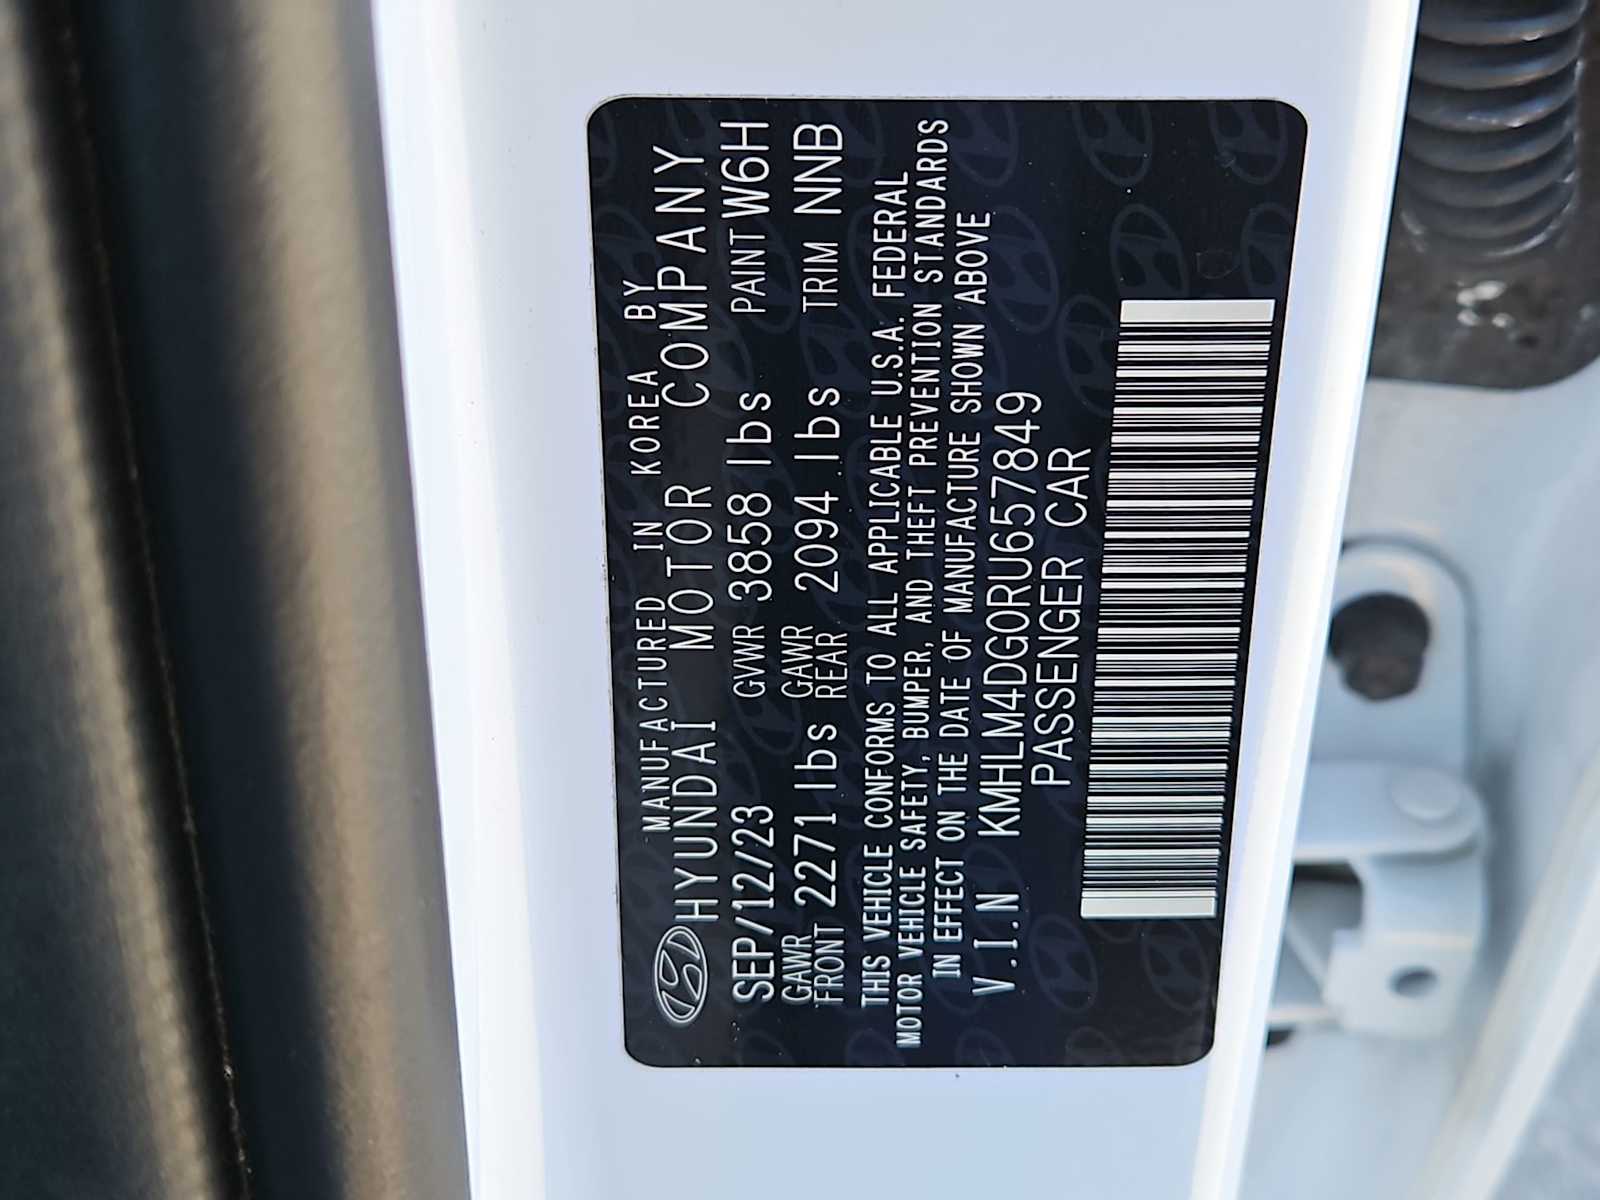 MANUFACTURED IN KOREA BY
HYUNDAI MOTOR COMPANY
SEP/12/23 GVWR 3858 lbs PAINT W6H
GAWR FRONT 2271 lbs GAWR REAR 2094 lbs TRIM NNB
THIS VEHICLE CONFORMS TO ALL APPLICABLE U.S.A. FEDERAL
MOTOR VEHICLE SAFETY, BUMPER, AND THEFT PREVENTION STANDARDS
IN EFFECT ON THE DATE OF MANUFACTURE SHOWN ABOVE
V.I.N KMHLM4DG0RU657849
PASSENGER CAR